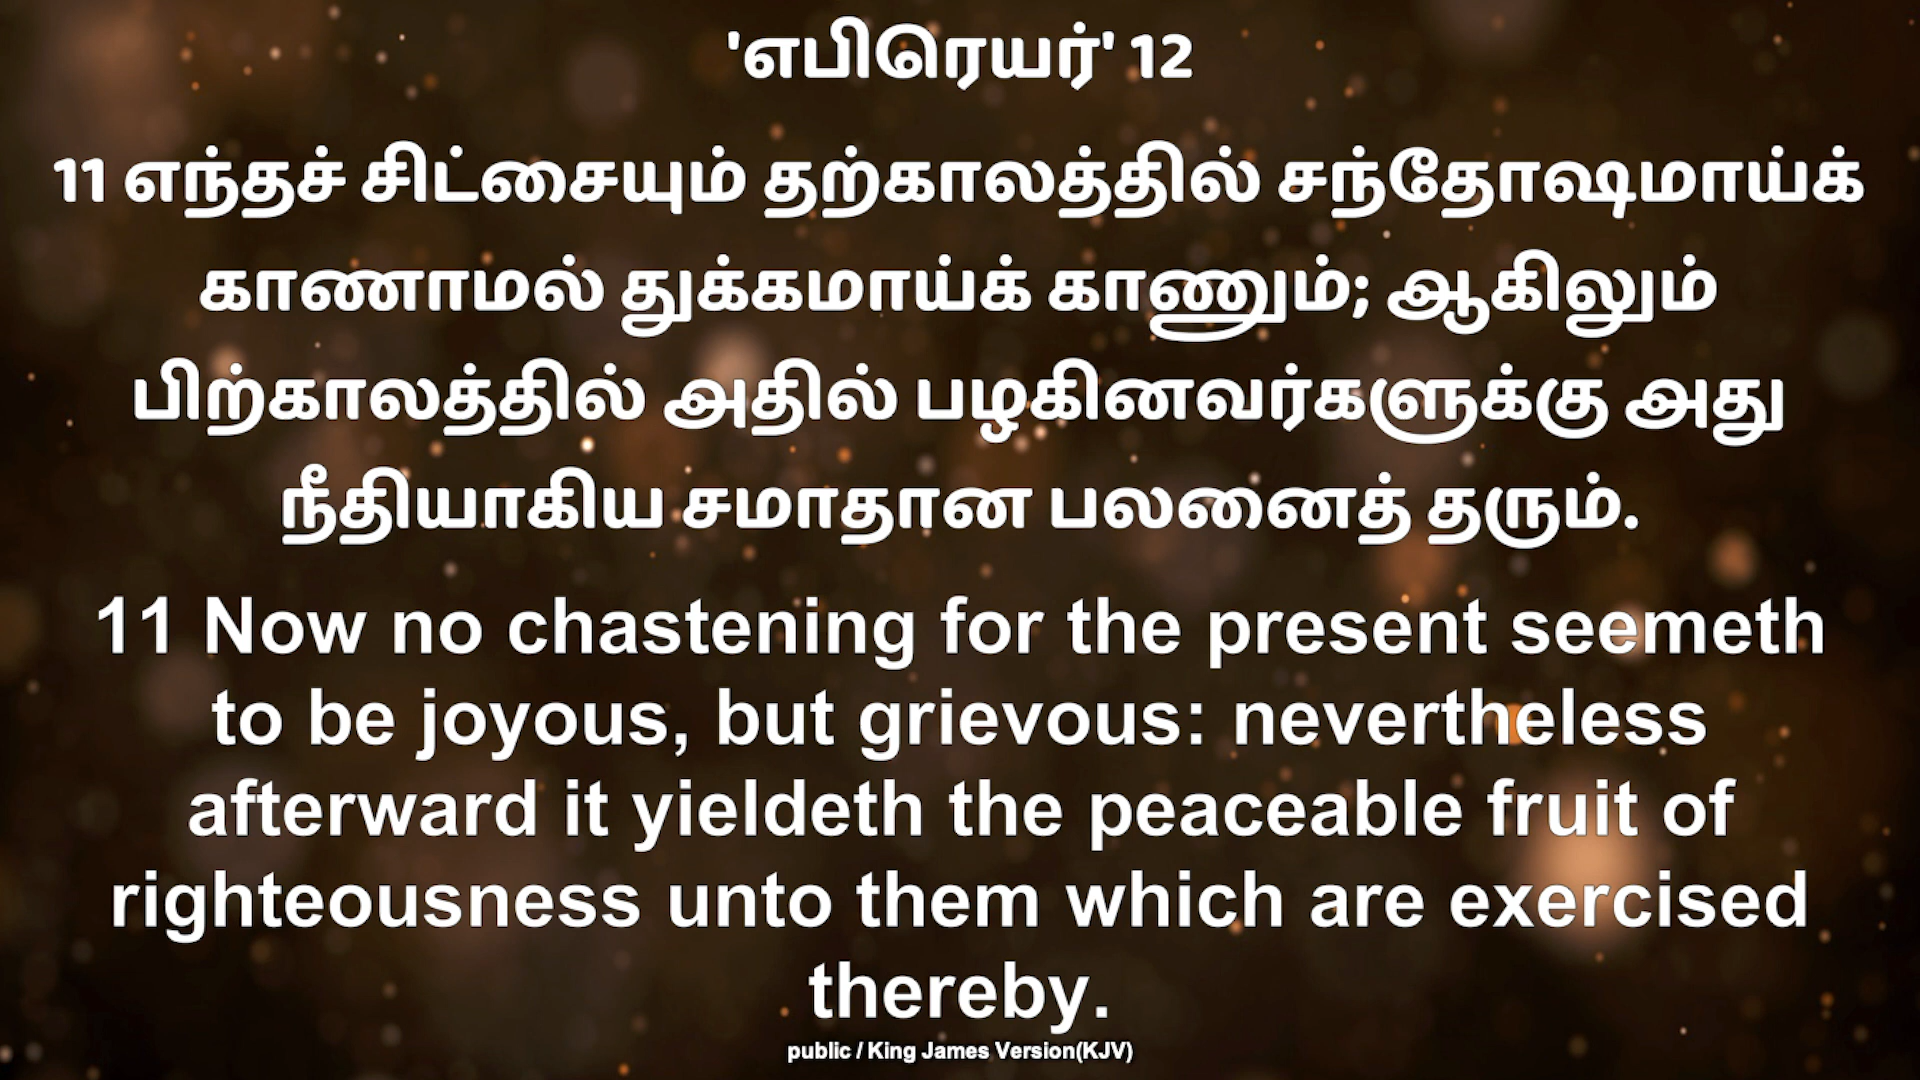 'எபிரெயர்' 12
11 எந்தச் சிட்சையும் தற்காலத்தில் சந்தோஷமாய்க்
காணாமல் துக்கமாய்க் காணும்; ஆகிலும்
பிற்காலத்தில் அதில் பழகினவர்களுக்கு அது
நீதியாகிய சமாதான பலனைத் தரும்.
11 Now no chastening for the present seemeth
to be joyous, but grievous: nevertheless
afterward it yieldeth the peaceable fruit of
righteousness unto them which are exercised
thereby.
public / King James Version(KJV)